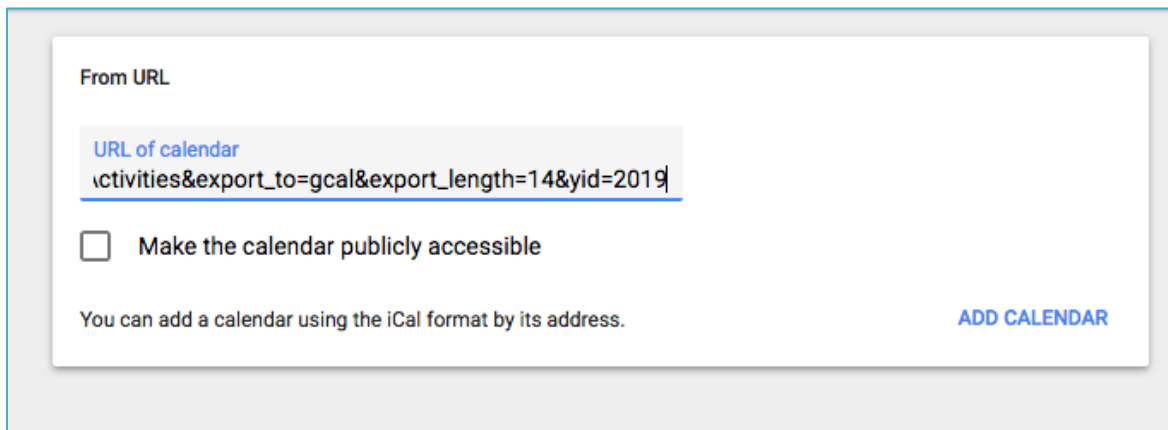 From URL
URL of calendar
ctivities&export_to=gcal&export_length=14&yid=2019
Make the calendar publicly accessible
You can add a calendar using the iCal format by its address.
ADD CALENDAR